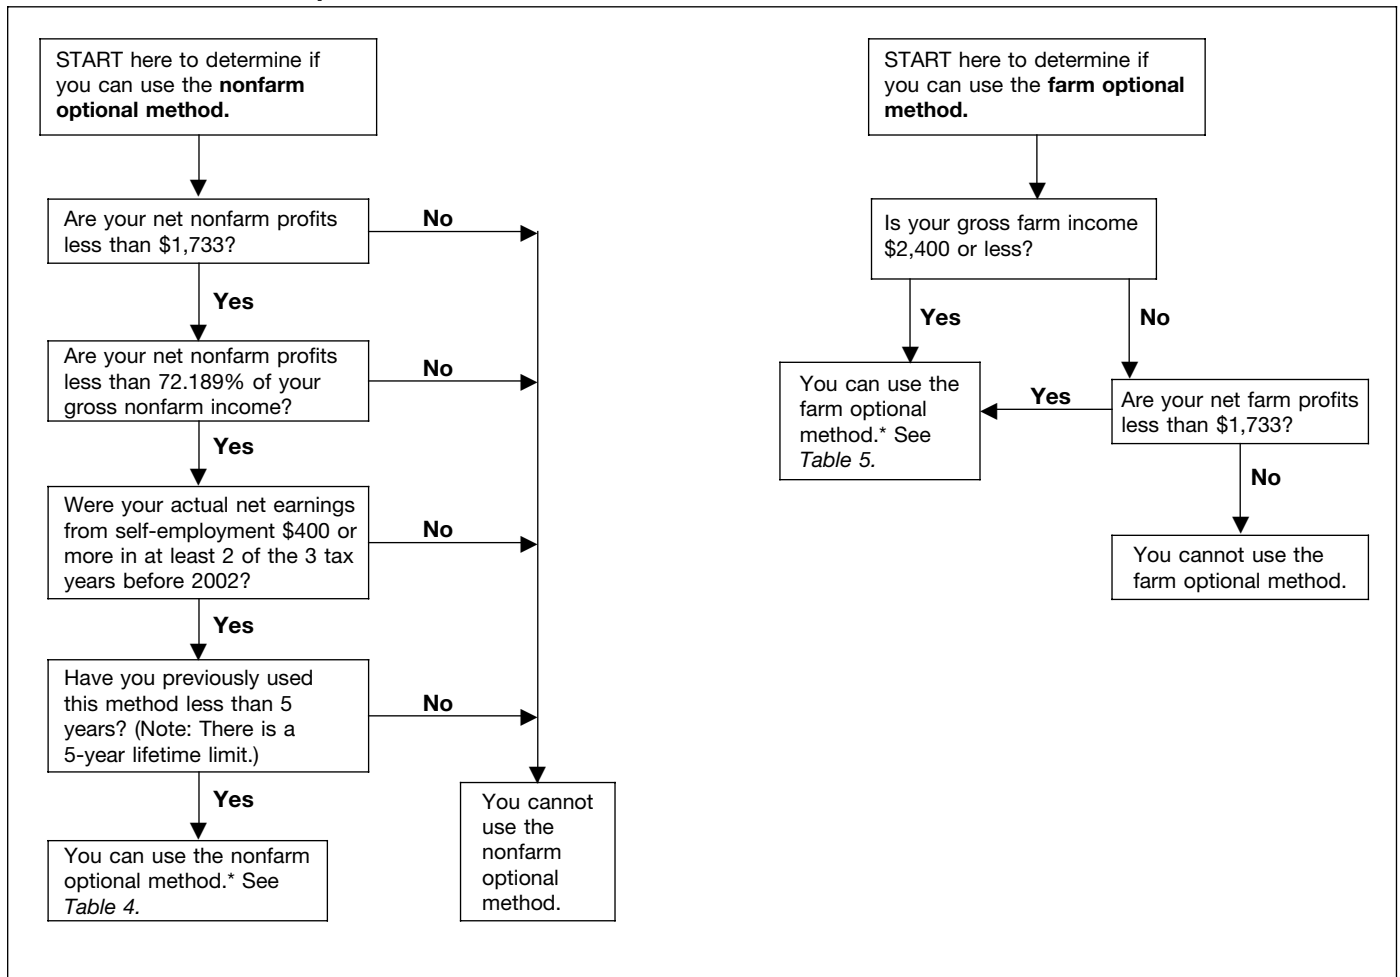 START here to determine if
you can use the nonfarm
optional method.
Are your net nonfarm profits
less than $1,733?
No
Yes
Are your net nonfarm profits
less than 72.189% of your
gross nonfarm income?
No
Yes
Were your actual net earnings
from self-employment $400 or
more in at least 2 of the 3 tax
years before 2002?
No
Yes
Have you previously used
this method less than 5
years? (Note: There is a
5-year lifetime limit.)
No
Yes
You can use the nonfarm
optional method.* See
Table 4.
You cannot
use the
nonfarm
optional
method.
START here to determine if
you can use the farm optional
method.
Is your gross farm income
$2,400 or less?
Yes
No
You can use the
farm optional
method.* See
Table 5.
Yes
Are your net farm profits
less than $1,733?
No
You cannot use the
farm optional method.